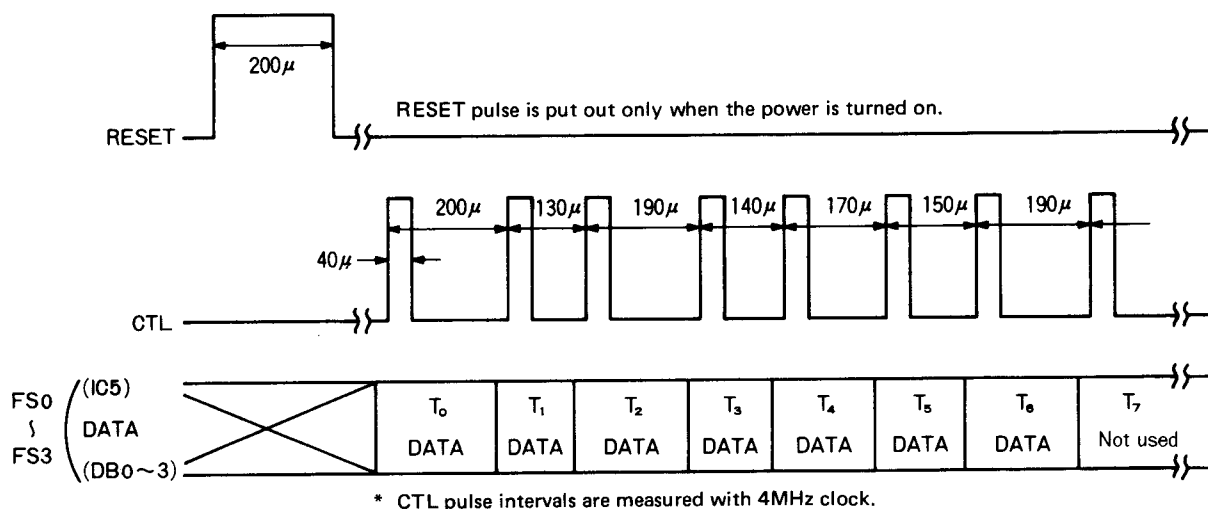 200μ
RESET pulse is put out only when the power is turned on.
RESET
200μ 130μ 190μ 140μ 170μ 150μ 190μ
40μ
CTL
FS0 (IC5) T₀ T₁ T₂ T₃ T₄ T₅ T₆ T₇
∫ DATA DATA DATA DATA DATA DATA DATA DATA Not used
FS3 (DB0~3)
* CTL pulse intervals are measured with 4MHz clock.